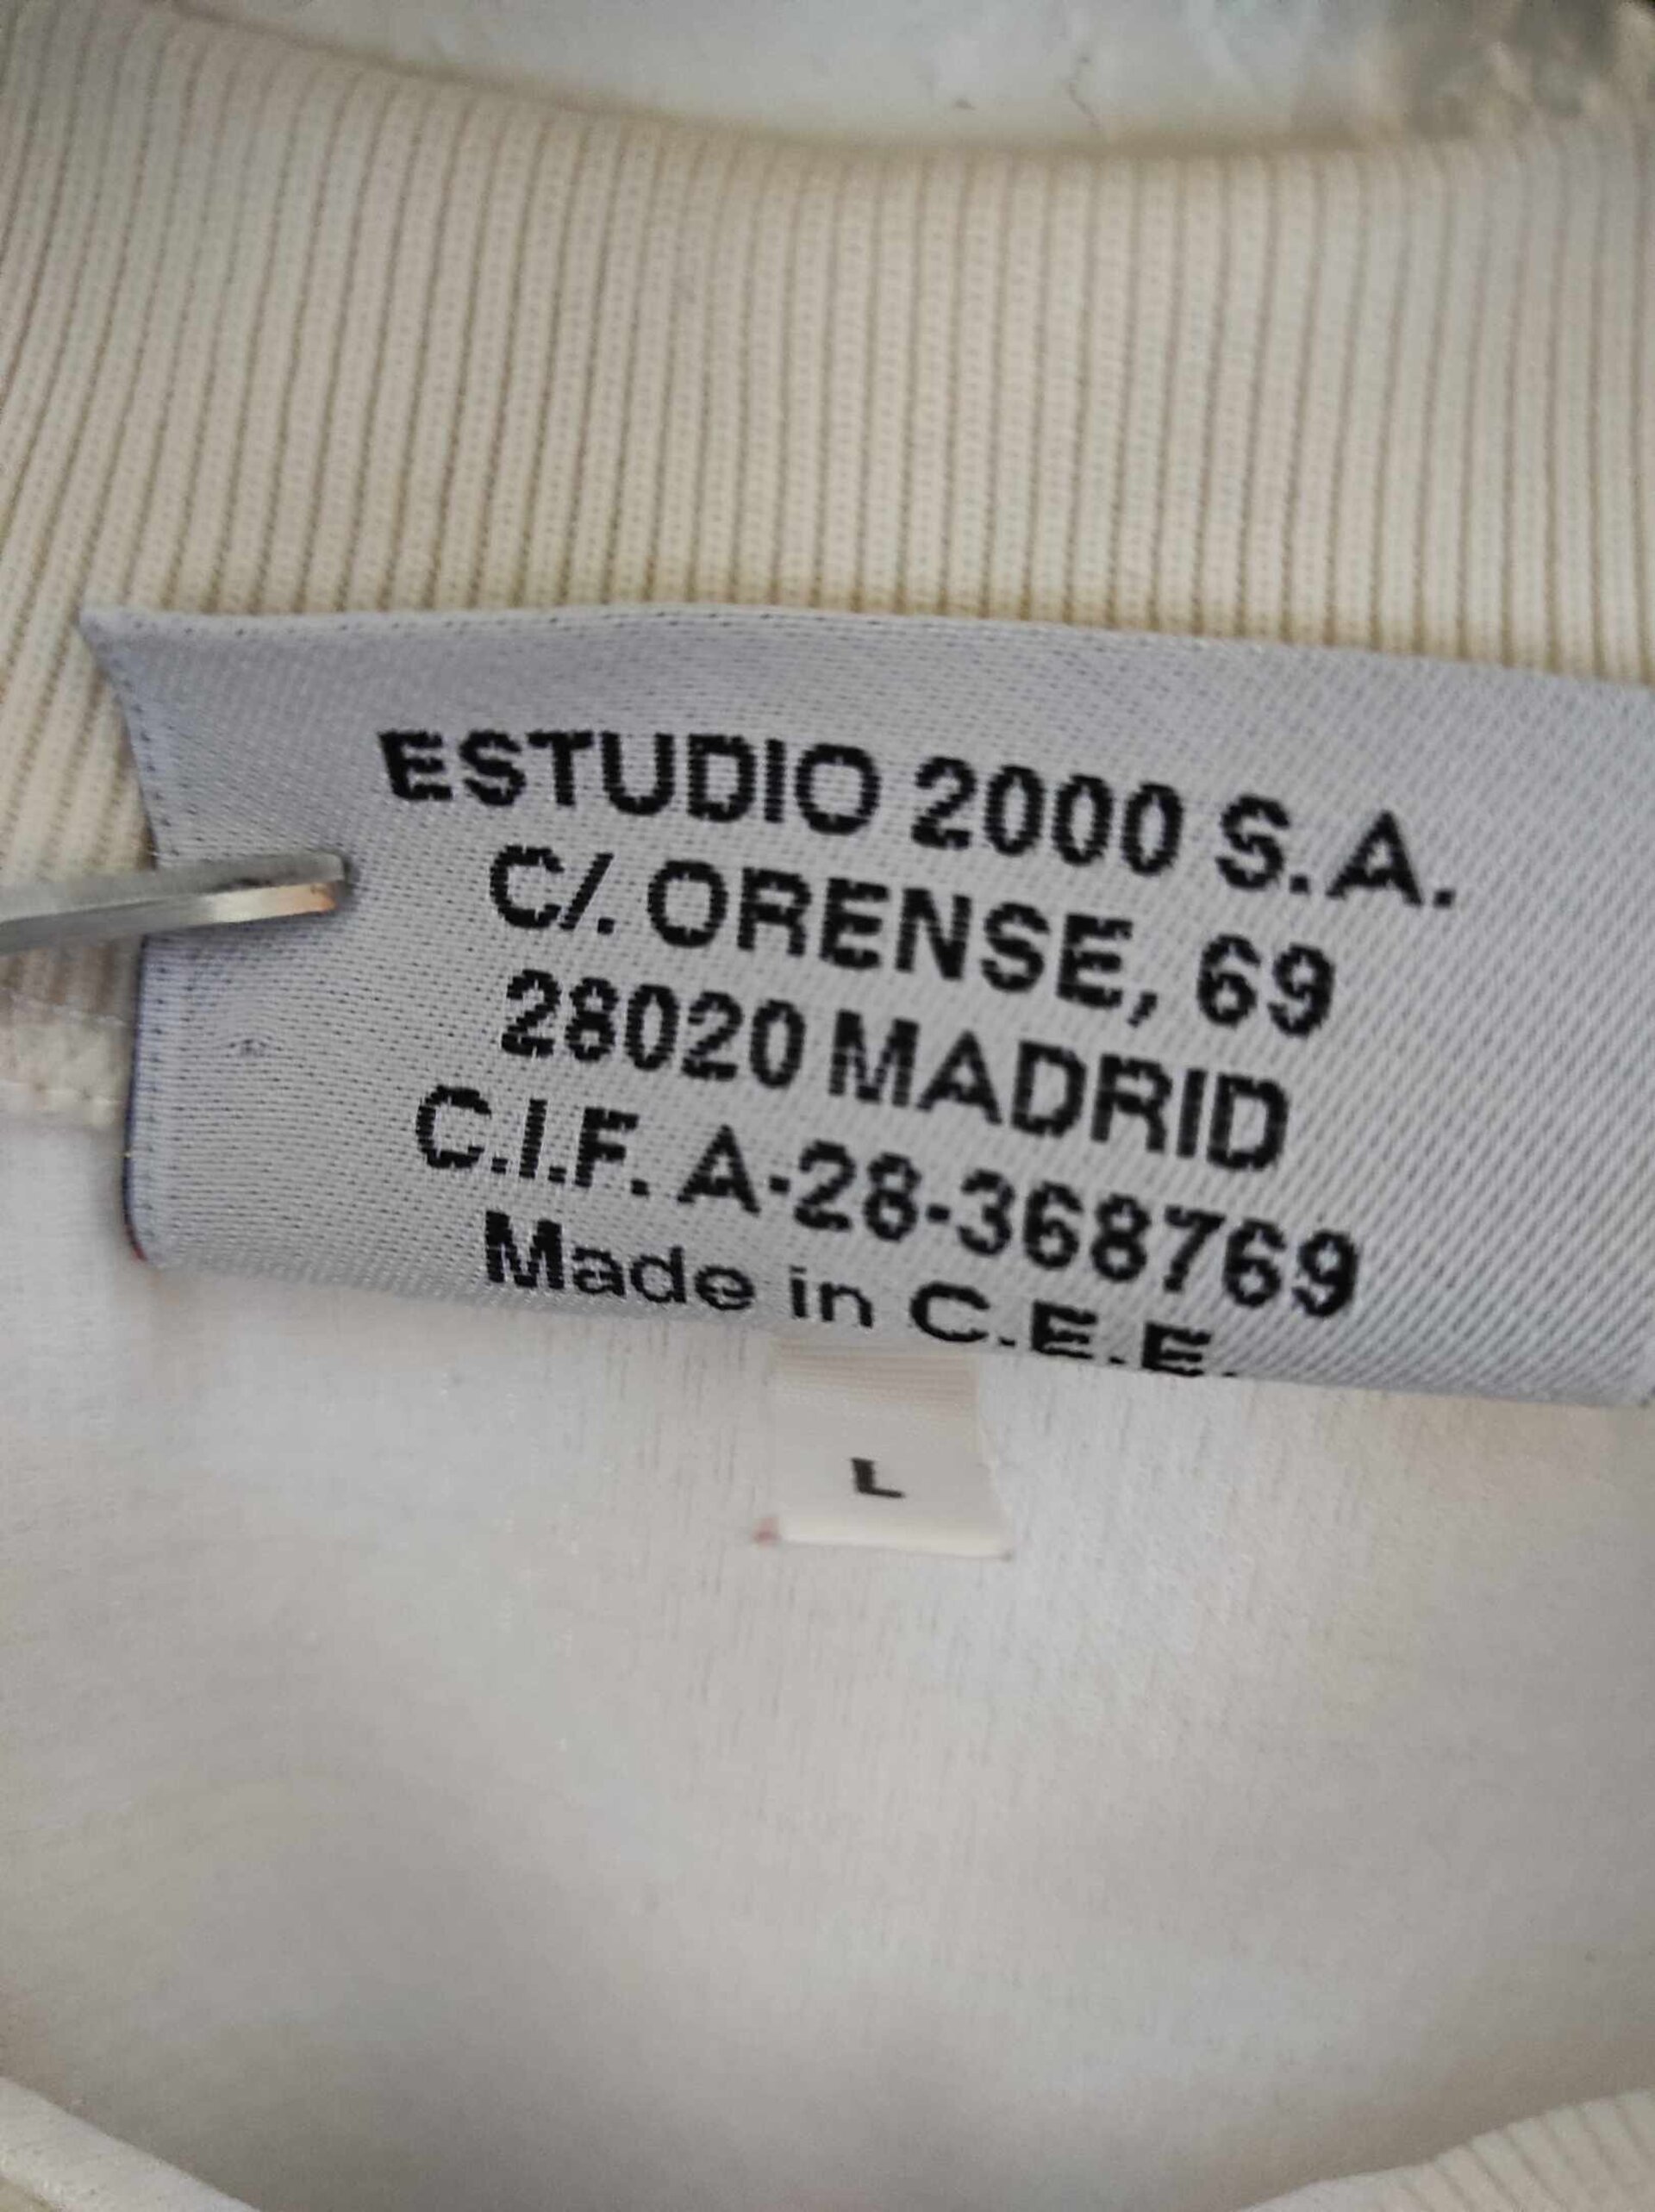 ESTUDIO 2000 S.A.
C/. ORENSE, 69
28020 MADRID
C.I.F. A-28-368769
Made in C.E.E.
L